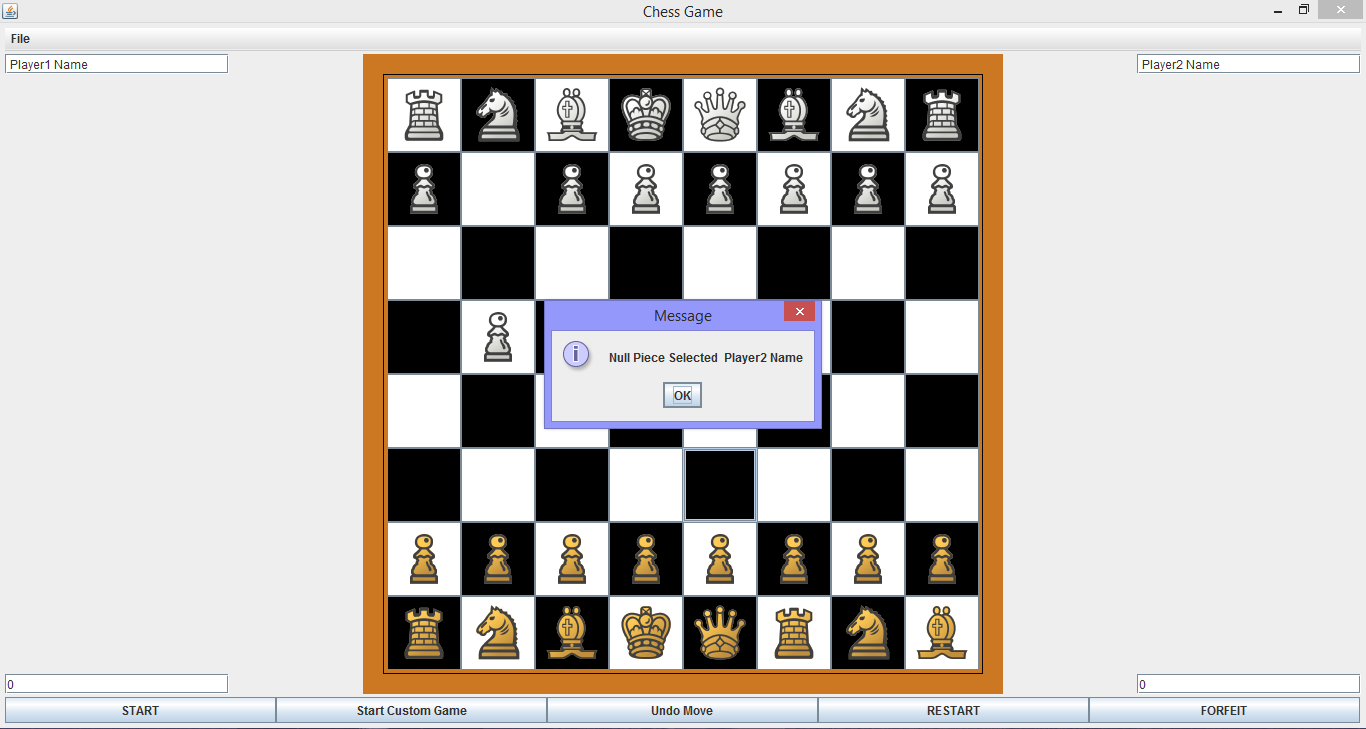 Chess Game
File
Player1 Name
Player2 Name
Message
i
Null Piece Selected  Player2 Name
OK
0
0
START
Start Custom Game
Undo Move
RESTART
FORFEIT